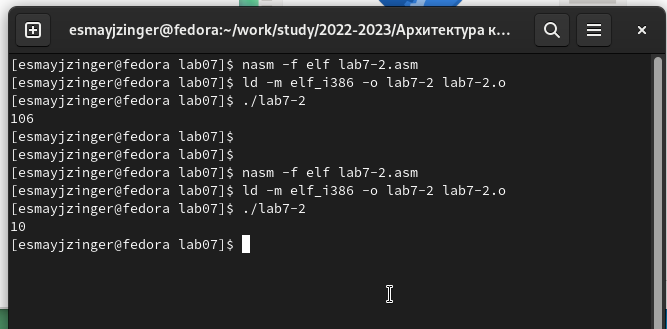 esmayjzinger@fedora:~/work/study/2022-2023/Архитектура к...
[esmayjzinger@fedora lab07]$ nasm -f elf lab7-2.asm
[esmayjzinger@fedora lab07]$ ld -m elf_i386 -o lab7-2 lab7-2.o
[esmayjzinger@fedora lab07]$ ./lab7-2
106
[esmayjzinger@fedora lab07]$
[esmayjzinger@fedora lab07]$
[esmayjzinger@fedora lab07]$ nasm -f elf lab7-2.asm
[esmayjzinger@fedora lab07]$ ld -m elf_i386 -o lab7-2 lab7-2.o
[esmayjzinger@fedora lab07]$ ./lab7-2
10
[esmayjzinger@fedora lab07]$